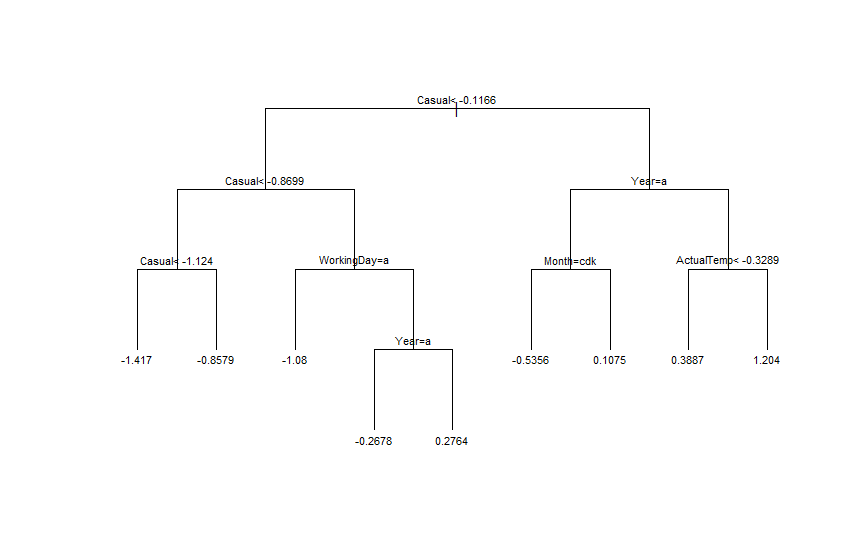 Casual< -0.1166
Casual< -0.8699
Year=a
Casual< -1.124
WorkingDay=a
Month=cdk
ActualTemp< -0.3289
Year=a
-1.417
-0.8579
-1.08
-0.5356
0.1075
0.3887
1.204
-0.2678
0.2764